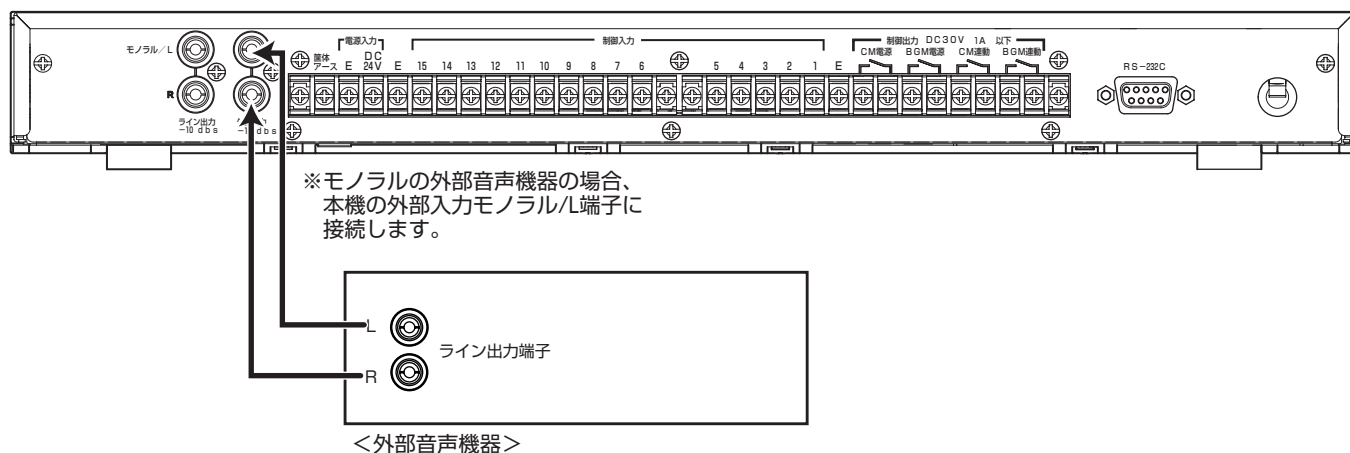 電源入力
制御入力
制御出力 DC30V 1A 以下
モノラル/L
筐体
アース
E
DC
24V
E
15
14
13
12
11
10
9
8
7
6
5
4
3
2
1
E
CM電源
BGM電源
CM連動
BGM連動
RS-232C
R
ライン出力
-10 dbs
※モノラルの外部音声機器の場合、
本機の外部入力モノラル/L端子に
接続します。
L
ライン出力端子
R
<外部音声機器>